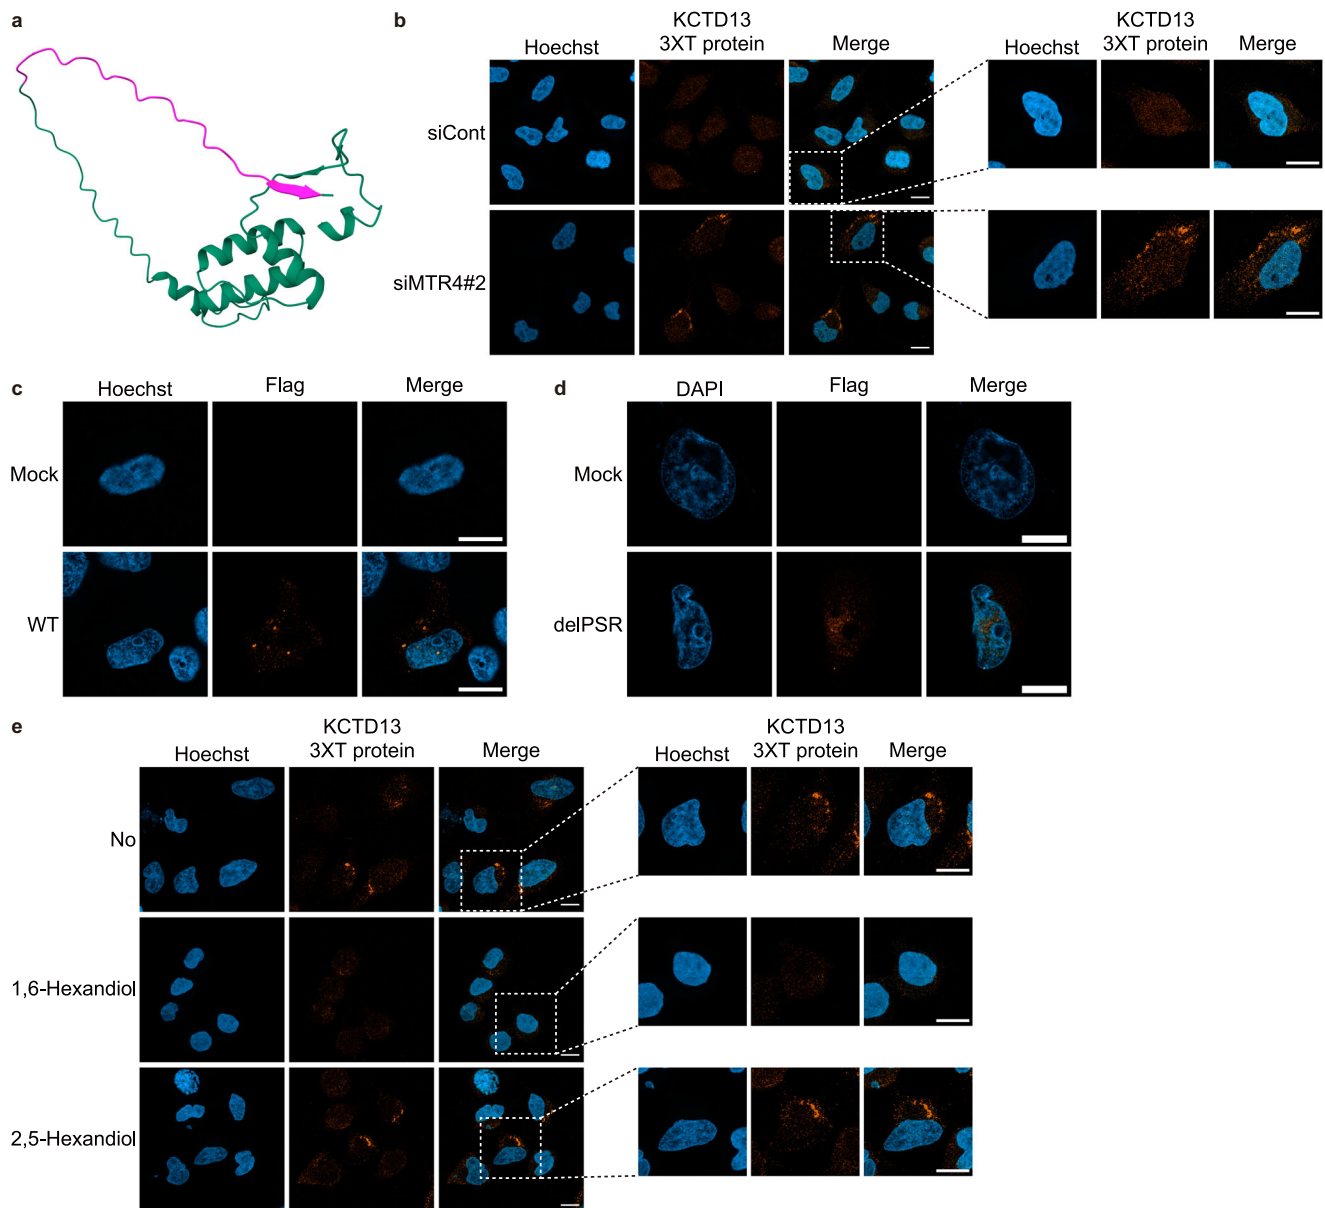 a
b
Hoechst
KCTD13
3XT protein
Merge
Hoechst
KCTD13
3XT protein
Merge
siCont
siMTR4#2
c
Hoechst
Flag
Merge
Mock
WT
d
DAPI
Flag
Merge
Mock
delPSR
e
Hoechst
KCTD13
3XT protein
Merge
KCTD13
Hoechst
3XT protein
Merge
No
1,6-Hexandiol
2,5-Hexandiol